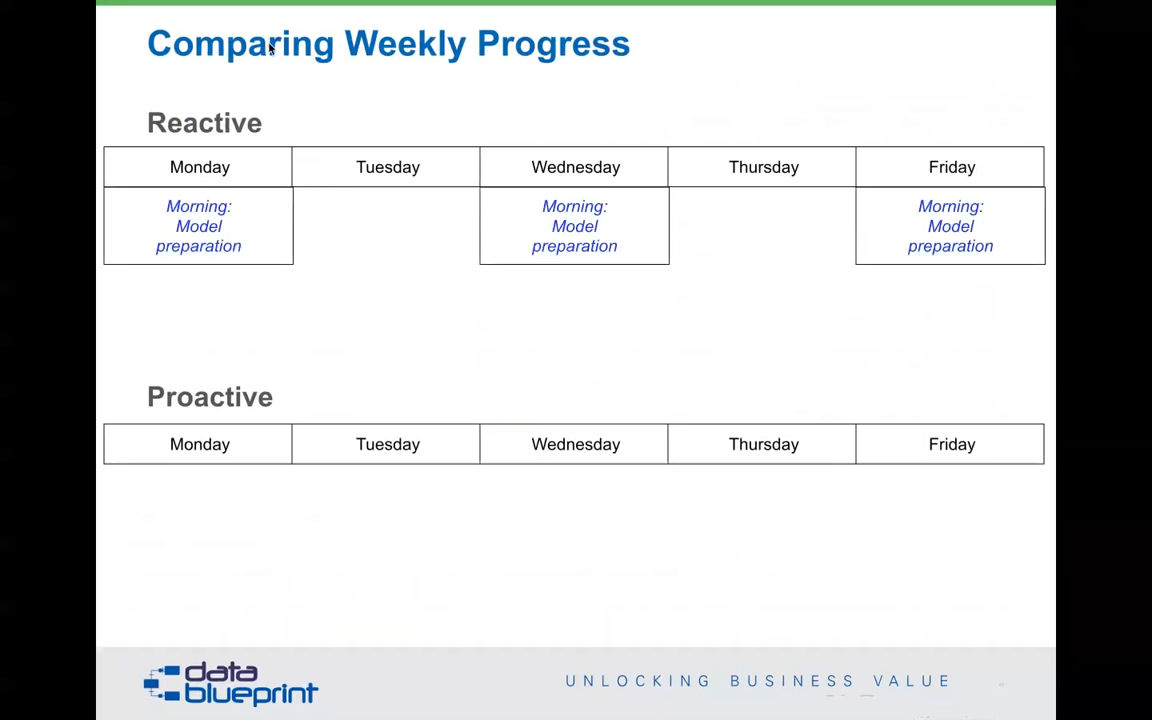 Comparing Weekly Progress
Reactive
Monday Tuesday Wednesday Thursday Friday
Morning: Morning: Morning:
Model Model Model
preparation preparation preparation
Proactive
Monday Tuesday Wednesday Thursday Friday
data
blueprint
UNLOCKING BUSINESS VALUE